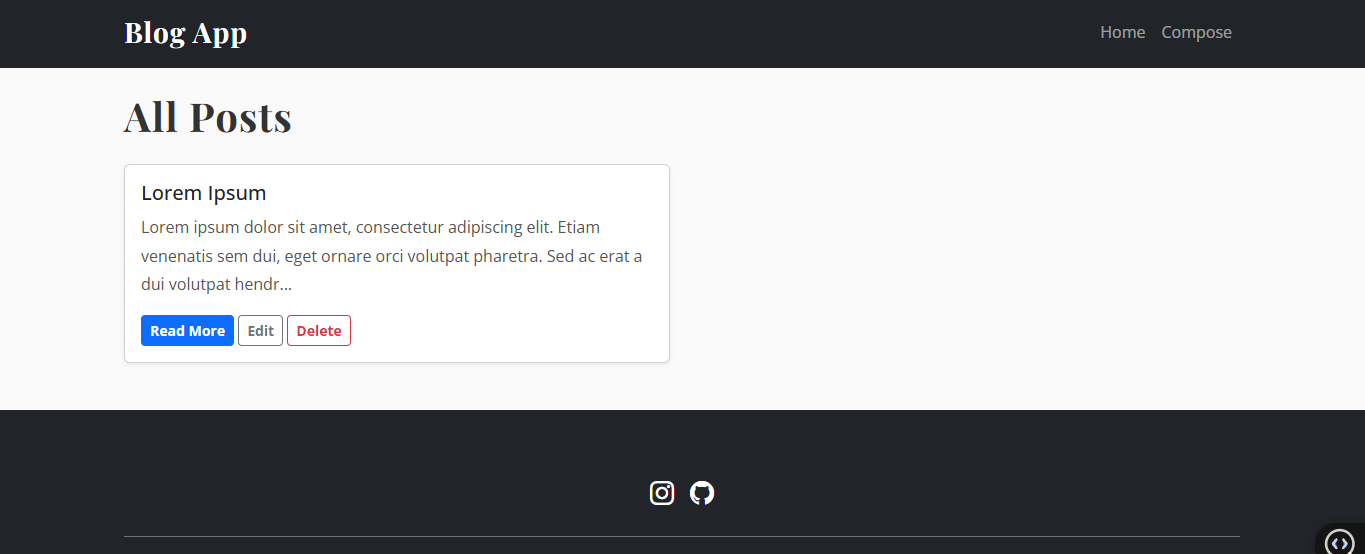 Blog App
Home Compose
All Posts
Lorem Ipsum
Lorem ipsum dolor sit amet, consectetur adipiscing elit. Etiam
venenatis sem dui, eget ornare orci volutpat pharetra. Sed ac erat a
dui volutpat hendr...
Read More Edit Delete